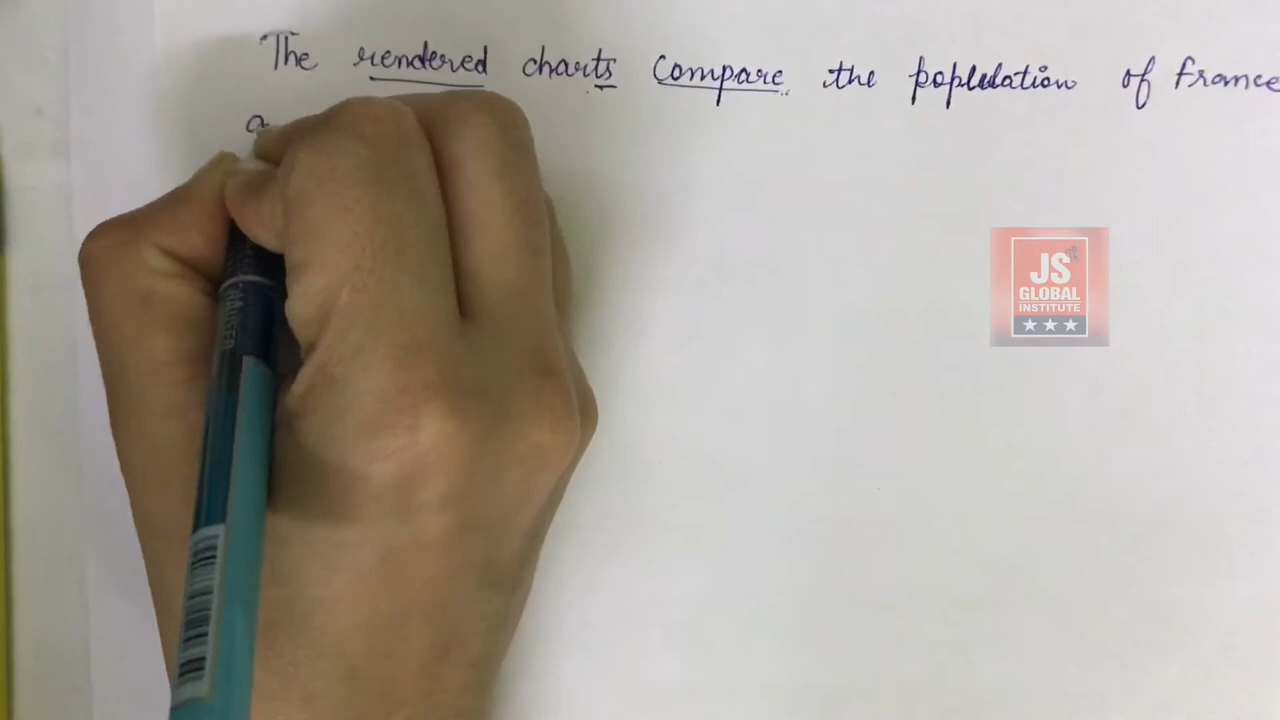 The rendered charts compare the population of France
a
JS
GLOBAL
INSTITUTE